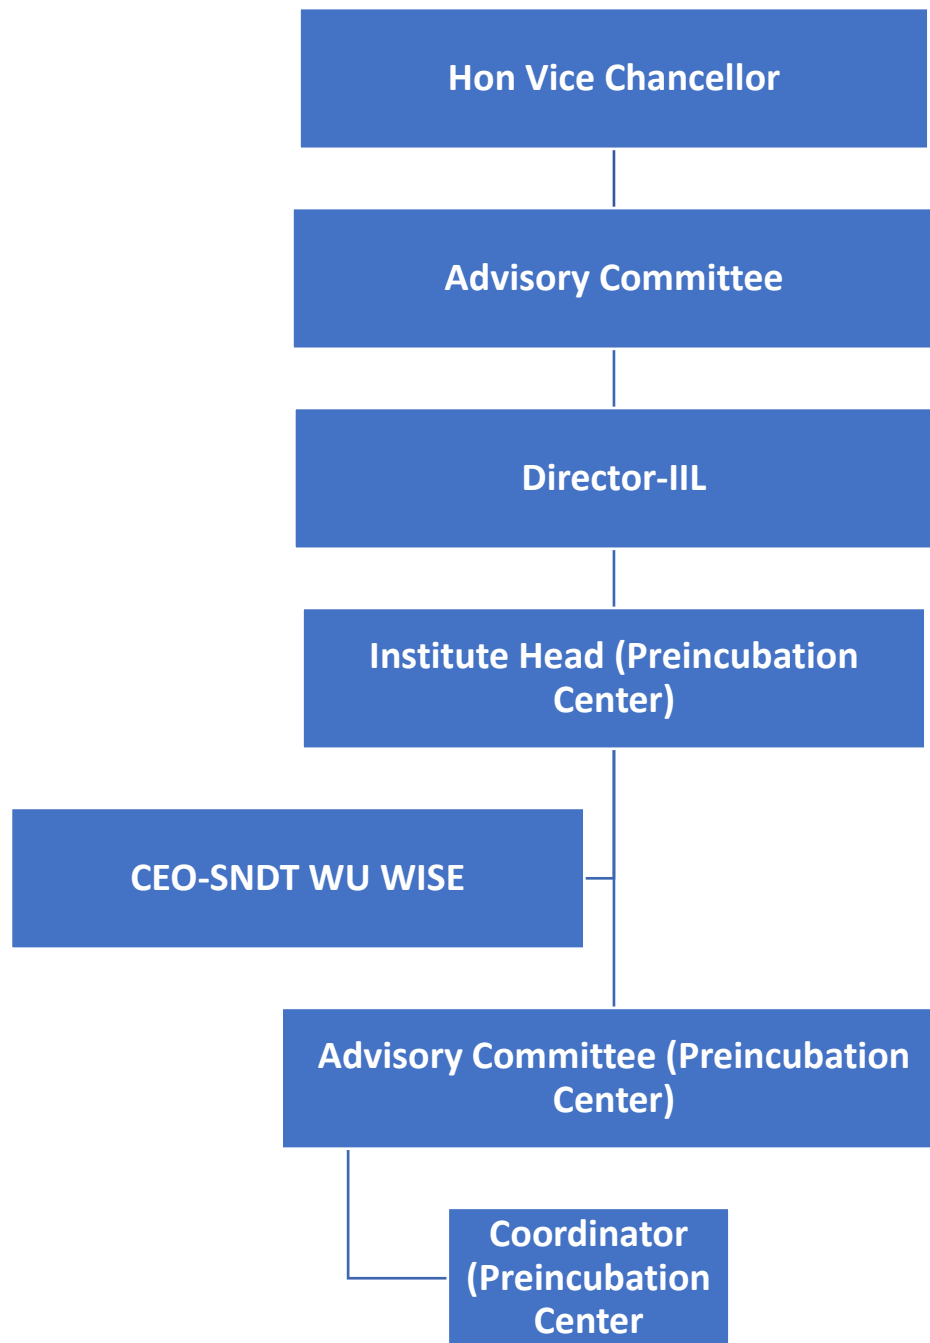 Hon Vice Chancellor
Advisory Committee
Director-IIL
Institute Head (Preincubation
Center)
CEO-SNDT WU WISE
Advisory Committee (Preincubation
Center)
Coordinator
(Preincubation
Center